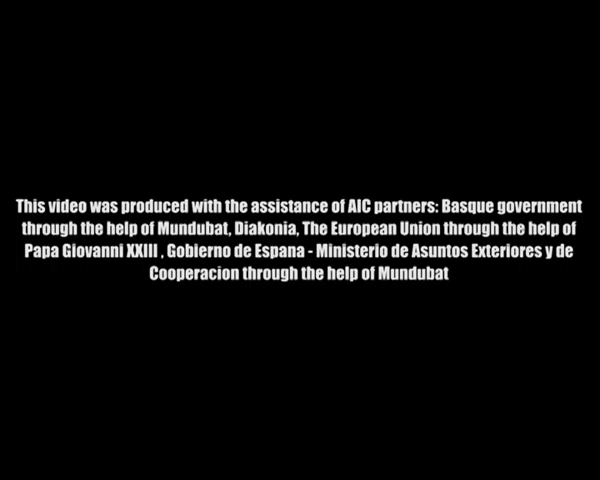 This video was produced with the assistance of AIC partners: Basque government
through the help of Mundubat, Diakonia, The European Union through the help of
Papa Giovanni XXIII , Gobierno de Espana - Ministerio de Asuntos Exteriores y de
Cooperacion through the help of Mundubat